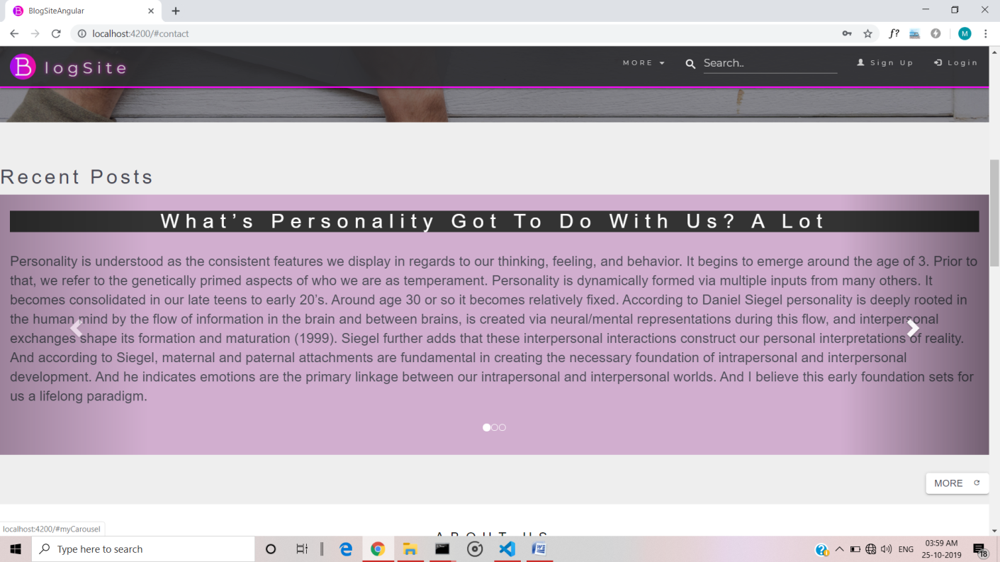 BlogSiteAngular
localhost:4200/#contact
f?
M
B logSite
MORE
Search..
Sign Up
Login
Recent Posts
What’s Personality Got To Do With Us? A Lot
Personality is understood as the consistent features we display in regards to our thinking, feeling, and behavior. It begins to emerge around the age of 3. Prior to
that, we refer to the genetically primed aspects of who we are as temperament. Personality is dynamically formed via multiple inputs from many others. It
becomes consolidated in our late teens to early 20’s. Around age 30 or so it becomes relatively fixed. According to Daniel Siegel personality is deeply rooted in
the human mind by the flow of information in the brain and between brains, is created via neural/mental representations during this flow, and interpersonal
exchanges shape its formation and maturation (1999). Siegel further adds that these interpersonal interactions construct our personal interpretations of reality.
And according to Siegel, maternal and paternal attachments are fundamental in creating the necessary foundation of intrapersonal and interpersonal
development. And he indicates emotions are the primary linkage between our intrapersonal and interpersonal worlds. And I believe this early foundation sets for
us a lifelong paradigm.
MORE
ABOUT US
localhost:4200/#myCarousel
Type here to search
ENG
03:59 AM
25-10-2019
18